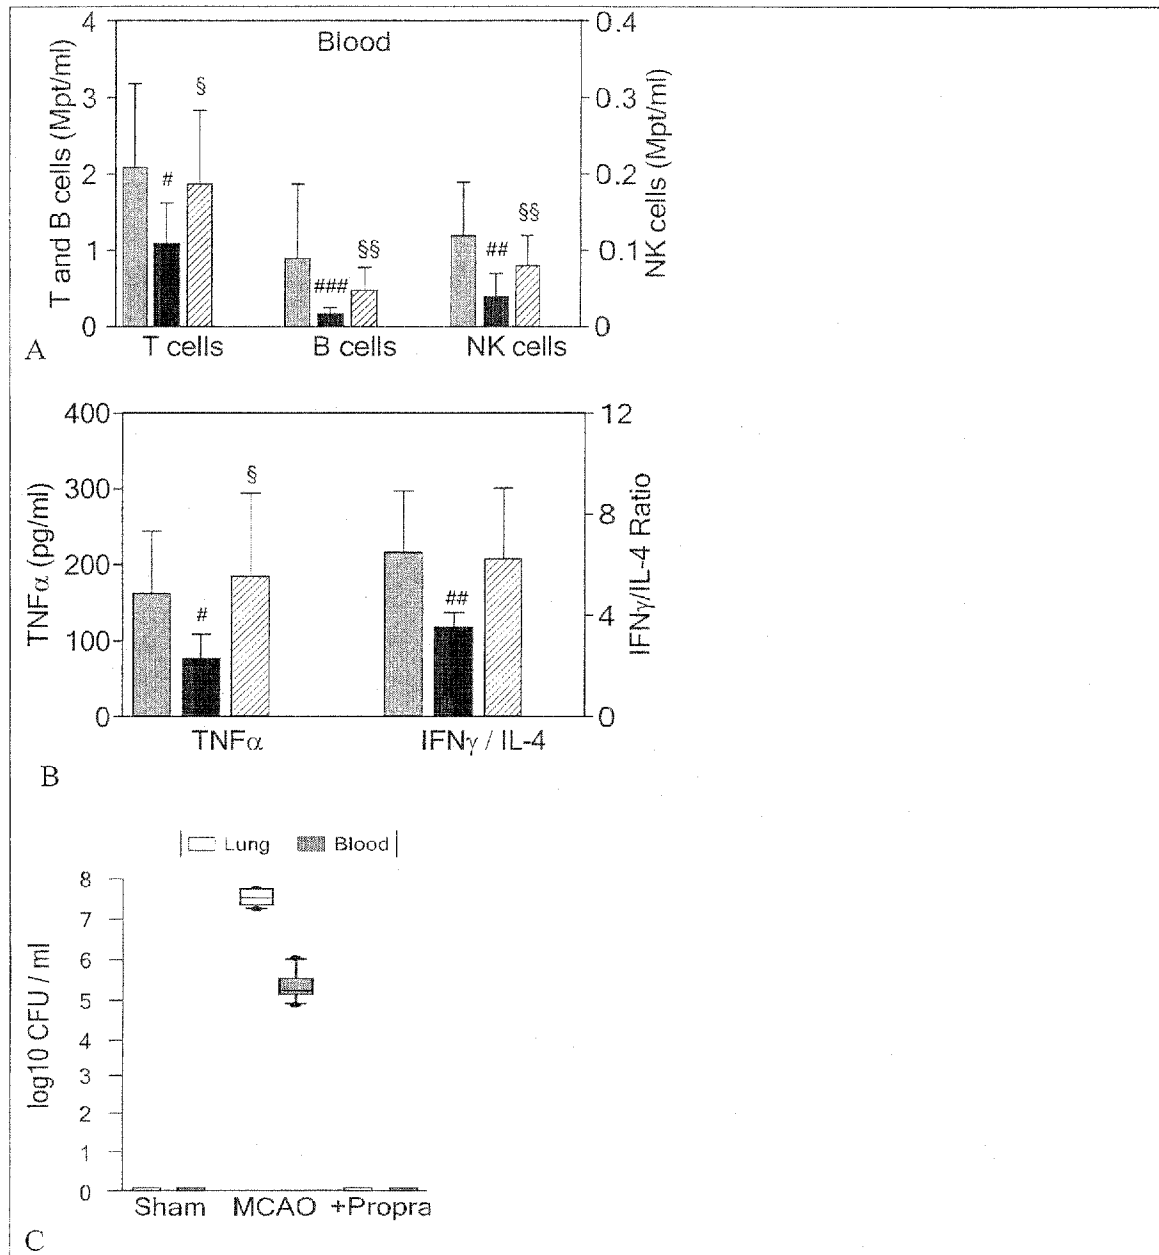 4
3
2
1
0
T and B cells (Mpt/ml)
Blood
§
#
§§
###
§§
##
0.4
0.3
0.2
0.1
0
NK cells (Mpt/ml)
T cells
B cells
NK cells
A
400
300
200
100
0
TNFα (pg/ml)
§
#
##
12
8
4
0
IFNγ/IL-4 Ratio
TNFα
IFNγ / IL-4
B
Lung
Blood
8
7
6
5
4
3
2
1
0
log10 CFU / ml
Sham
MCAO
+Propra
C